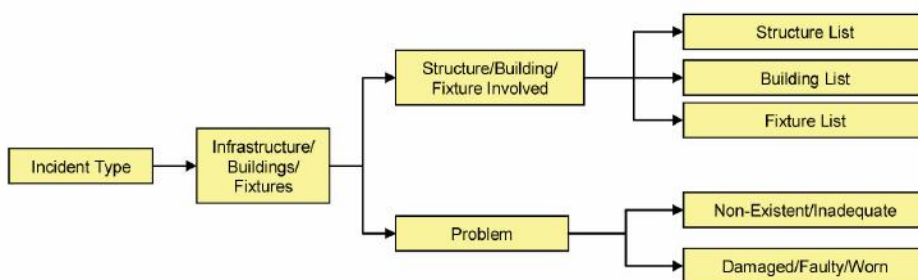 Incident Type
Infrastructure/
Buildings/
Fixtures
Structure/Building/
Fixture Involved
Structure List
Building List
Fixture List
Problem
Non-Existent/Inadequate
Damaged/Faulty/Worn